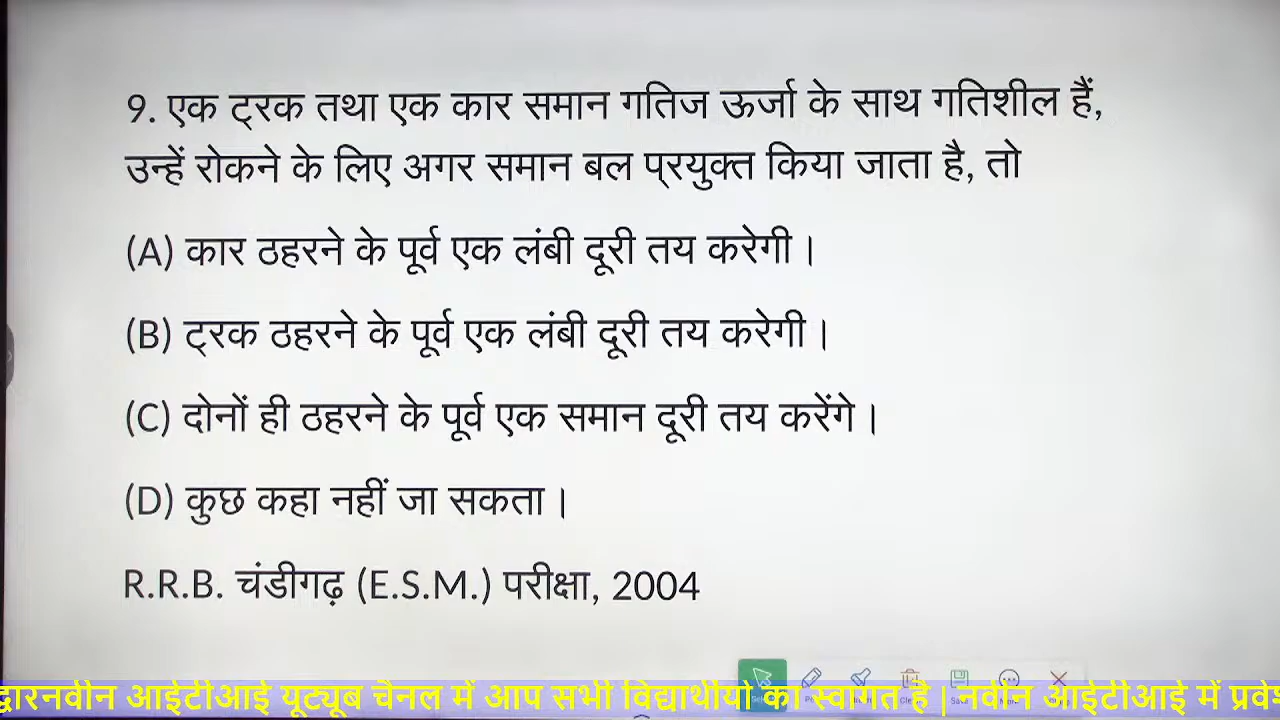 9. एक ट्रक तथा एक कार समान गतिज ऊर्जा के साथ गतिशील हैं,
उन्हें रोकने के लिए अगर समान बल प्रयुक्त किया जाता है, तो
(A) कार ठहरने के पूर्व एक लंबी दूरी तय करेगी।
(B) ट्रक ठहरने के पूर्व एक लंबी दूरी तय करेगी।
(C) दोनों ही ठहरने के पूर्व एक समान दूरी तय करेंगे।
(D) कुछ कहा नहीं जा सकता।
R.R.B. चंडीगढ़ (E.S.M.) परीक्षा, 2004
नवीन आईटीआई यूट्यूब चैनल में आप सभी विद्यार्थीयो का स्वागत है | नवीन आईटीआई में